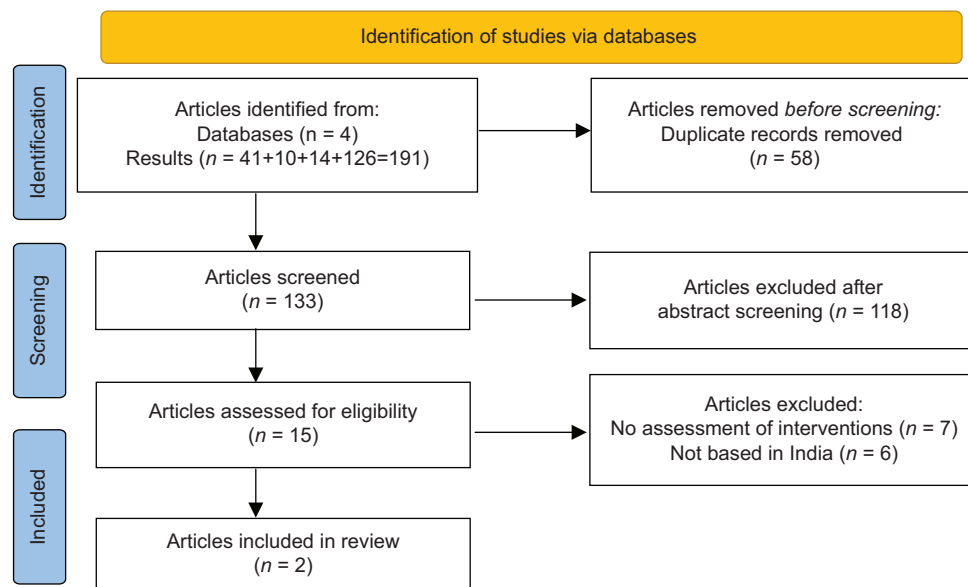 Identification of studies via databases
Identification
Articles identified from:
Databases (n = 4)
Results (n = 41+10+14+126=191)
Articles removed before screening:
Duplicate records removed
(n = 58)
Screening
Articles screened
(n = 133)
Articles excluded after
abstract screening (n = 118)
Articles assessed for eligibility
(n = 15)
Articles excluded:
No assessment of interventions (n = 7)
Not based in India (n = 6)
Included
Articles included in review
(n = 2)